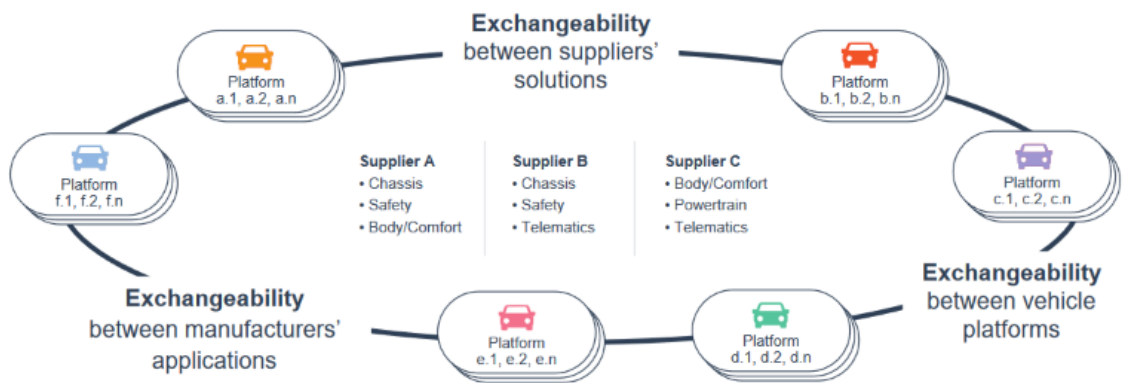 Exchangeability
between suppliers'
solutions
Platform
a.1, a.2, a.n
Platform
b.1, b.2, b.n
Platform
f.1, f.2, f.n
Platform
c.1, c.2, c.n
Supplier A
• Chassis
• Safety
• Body/Comfort
Supplier B
• Chassis
• Safety
• Telematics
Supplier C
• Body/Comfort
• Powertrain
• Telematics
Exchangeability
between manufacturers'
applications
Exchangeability
between vehicle
platforms
Platform
e.1, e.2, e.n
Platform
d.1, d.2, d.n